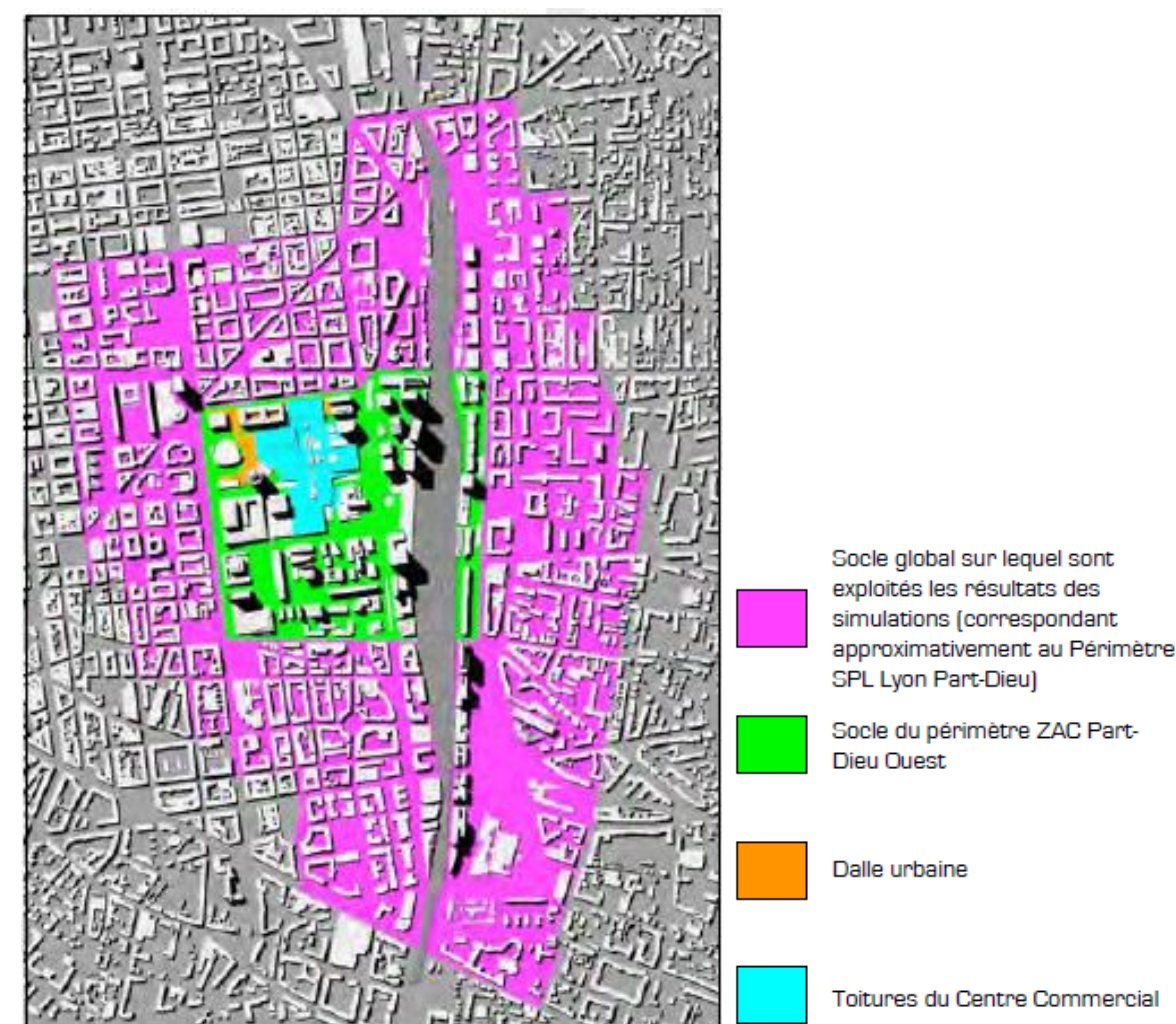 Socle global sur lequel sont
exploités les résultats des
simulations (correspondant
approximativement au Périmètre
SPL Lyon Part-Dieu)
Socle du périmètre ZAC Part-
Dieu Ouest
Dalle urbaine
Toitures du Centre Commercial